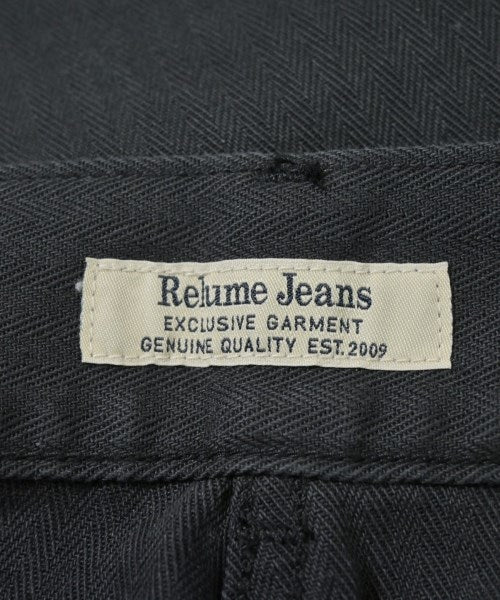 Relume Jeans
EXCLUSIVE GARMENT
GENUINE QUALITY EST. 2009